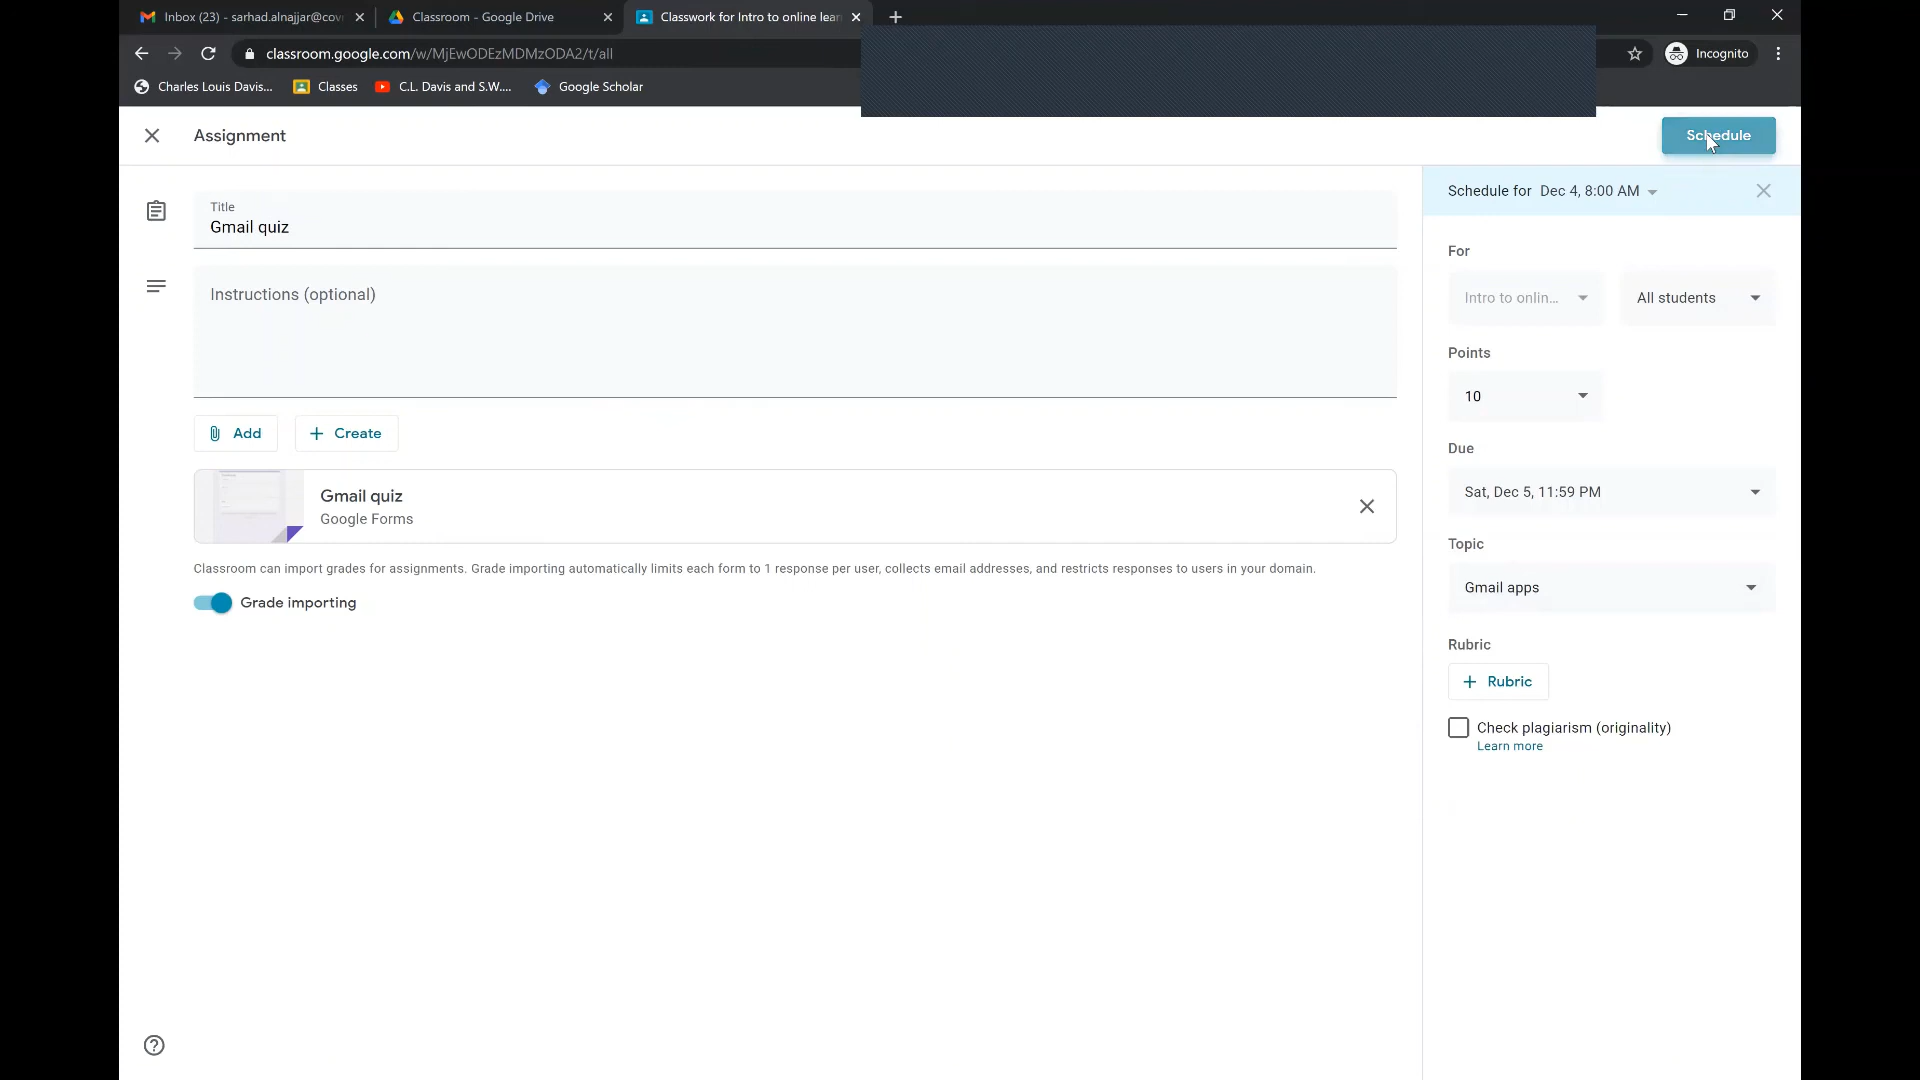 Inbox (23) - sarhad.alnajjar@cov
Classroom - Google Drive
Classwork for Intro to online lear
classroom.google.com/w/MjEwODEzMDMzODA2/t/all
Incognito
Charles Louis Davis...
Classes
C.L. Davis and S.W....
Google Scholar
Assignment
Schedule
Schedule for Dec 4, 8:00 AM
Title
Gmail quiz
Instructions (optional)
For
Intro to onlin...
All students
Points
10
Add
Create
Due
Sat, Dec 5, 11:59 PM
Gmail quiz
Google Forms
Topic
Gmail apps
Classroom can import grades for assignments. Grade importing automatically limits each form to 1 response per user, collects email addresses, and restricts responses to users in your domain.
Grade importing
Rubric
Rubric
Check plagiarism (originality)
Learn more